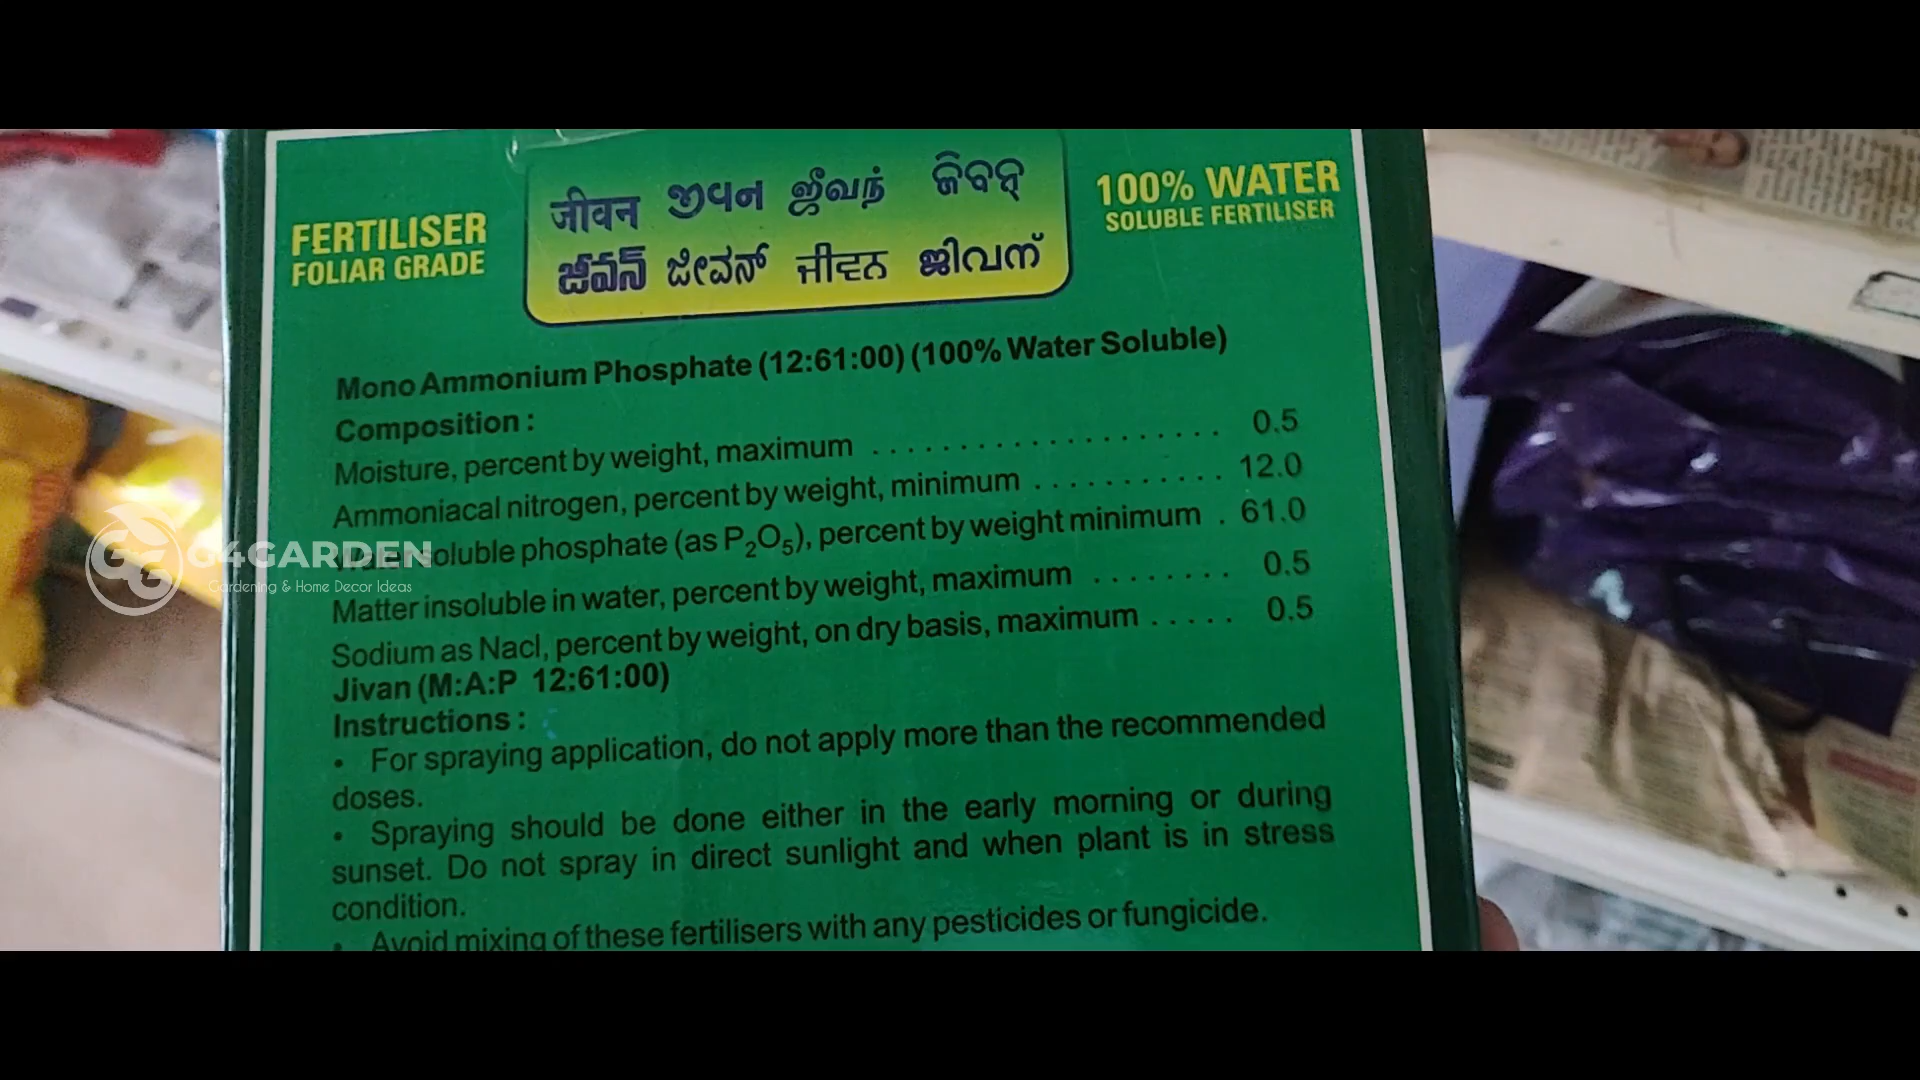 FERTILISER
FOLIAR GRADE
जीवन જીવન ஜீவந் ଜିବନ୍
జీవన్ ಜೀವನ್ ਜੀਵਨ ജിവന്
100% WATER
SOLUBLE FERTILISER
Mono Ammonium Phosphate (12:61:00) (100% Water Soluble)
Composition :
Moisture, percent by weight, maximum . . . . . . . . . . . . . . . . . . . 0.5
Ammoniacal nitrogen, percent by weight, minimum . . . . . . . . . . . 12.0
Water soluble phosphate (as P2O5), percent by weight minimum . 61.0
Matter insoluble in water, percent by weight, maximum . . . . . . . . 0.5
Sodium as Nacl, percent by weight, on dry basis, maximum . . . . . 0.5
Jivan (M:A:P 12:61:00)
Instructions :
• For spraying application, do not apply more than the recommended
doses.
• Spraying should be done either in the early morning or during
sunset. Do not spray in direct sunlight and when plant is in stress
condition.
• Avoid mixing of these fertilisers with any pesticides or fungicide.
G4GARDEN
Gardening & Home Decor Ideas